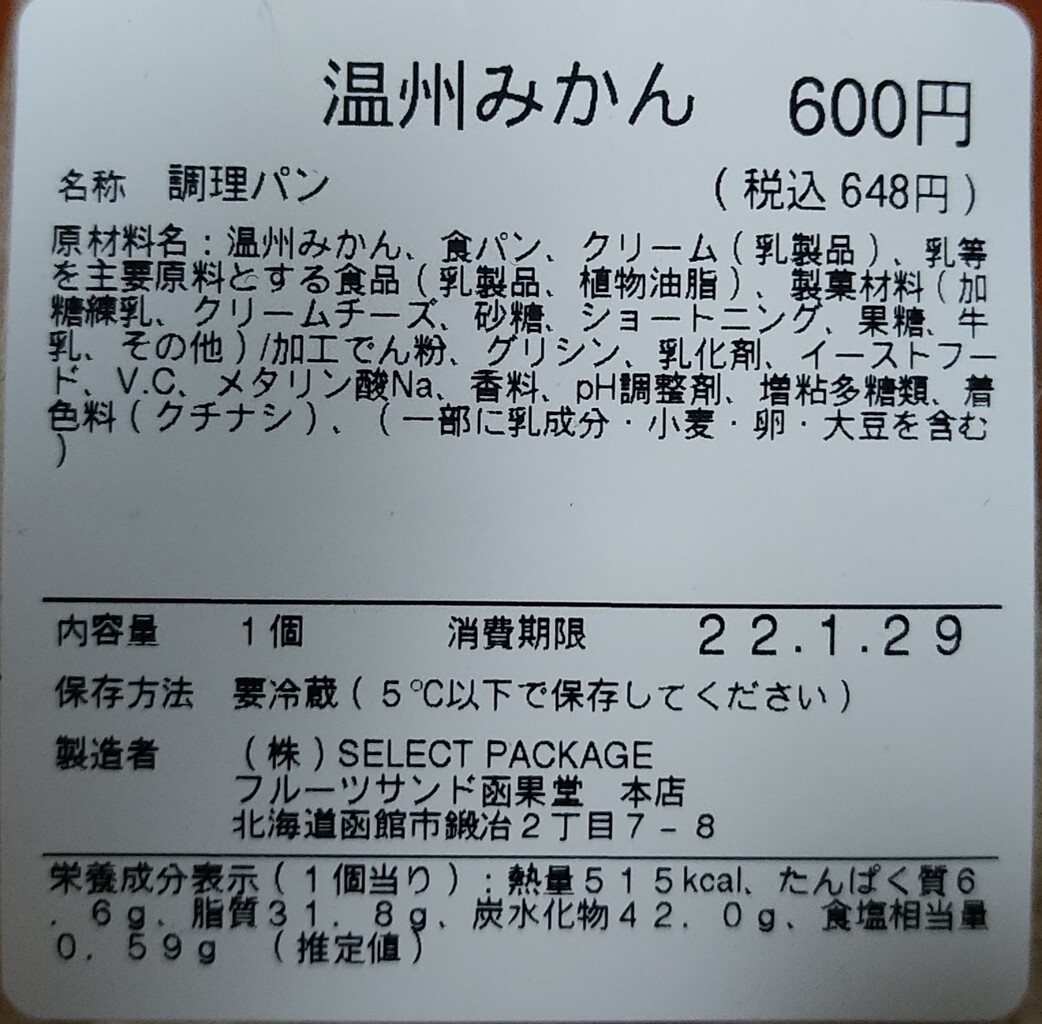 温州みかん 600円
名称 調理パン (税込 648円)
原材料名:温州みかん、食パン、クリーム(乳製品)、乳等
を主要原料とする食品(乳製品、植物油脂)、製菓材料(加
糖練乳、クリームチーズ、砂糖、ショートニング、果糖、牛
乳、その他)/加工でん粉、グリシン、乳化剤、イーストフー
ド、V.C、メタリン酸Na、香料、pH調整剤、増粘多糖類、着
色料(クチナシ)、(一部に乳成分・小麦・卵・大豆を含む
)
内容量 1個 消費期限 22.1.29
保存方法 要冷蔵(5℃以下で保存してください)
製造者 (株)SELECT PACKAGE
フルーツサンド函果堂 本店
北海道函館市鍛冶2丁目7-8
栄養成分表示(1個当り):熱量515kcal、たんぱく質6
.6g、脂質31.8g、炭水化物42.0g、食塩相当量
0.59g (推定値)